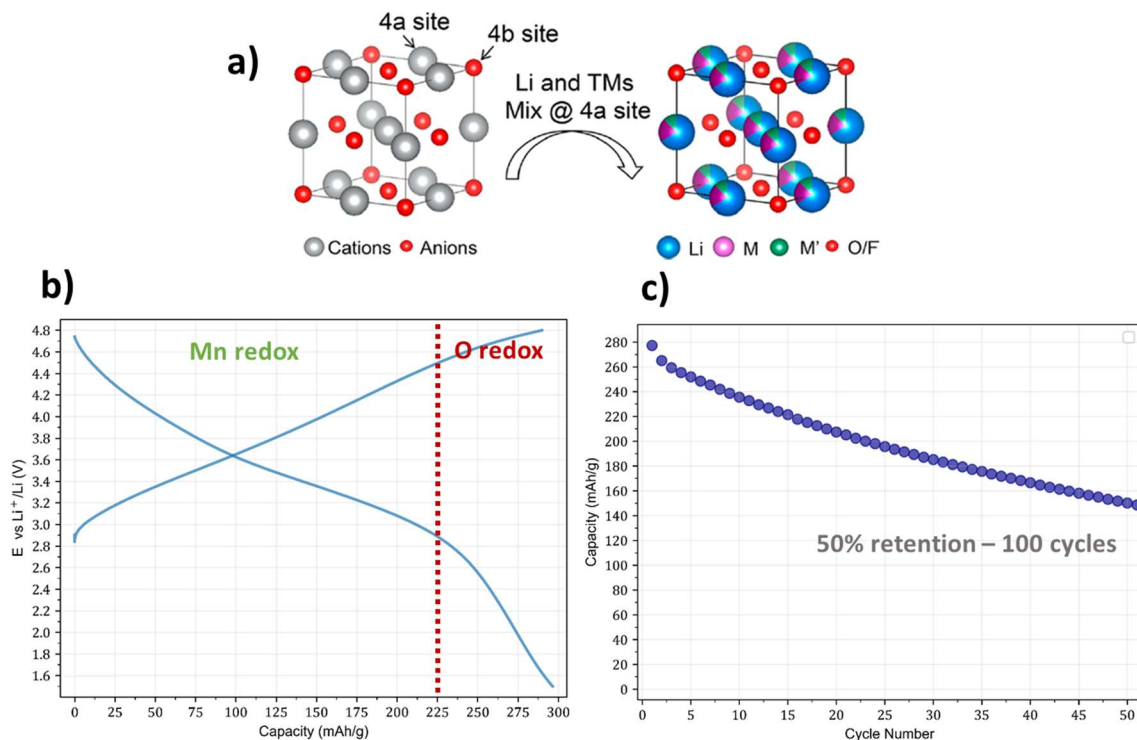 a)
4a site
4b site
Li and TMs
Mix @ 4a site
Cations
Anions
Li
M
M'
O/F
b)
E vs Li⁺/Li (V)
4.8
4.6
4.4
4.2
4.0
3.8
3.6
3.4
3.2
3.0
2.8
2.6
2.4
2.2
2.0
1.8
1.6
Mn redox
O redox
0
25
50
75
100
125
150
175
200
225
250
275
300
Capacity (mAh/g)
c)
Capacity (mAh/g)
280
260
240
220
200
180
160
140
120
100
80
60
40
20
0
50% retention – 100 cycles
0
5
10
15
20
25
30
35
40
45
50
Cycle Number